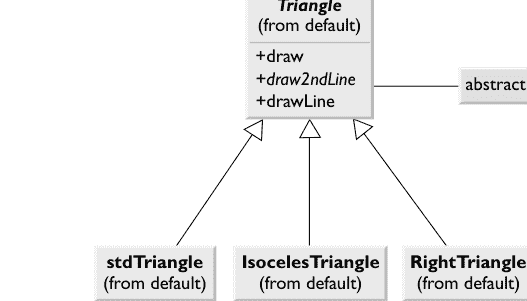 Triangle
(from default)
+draw
+draw2ndLine
+drawLine
abstract
stdTriangle
(from default)
IsocelesTriangle
(from default)
RightTriangle
(from default)